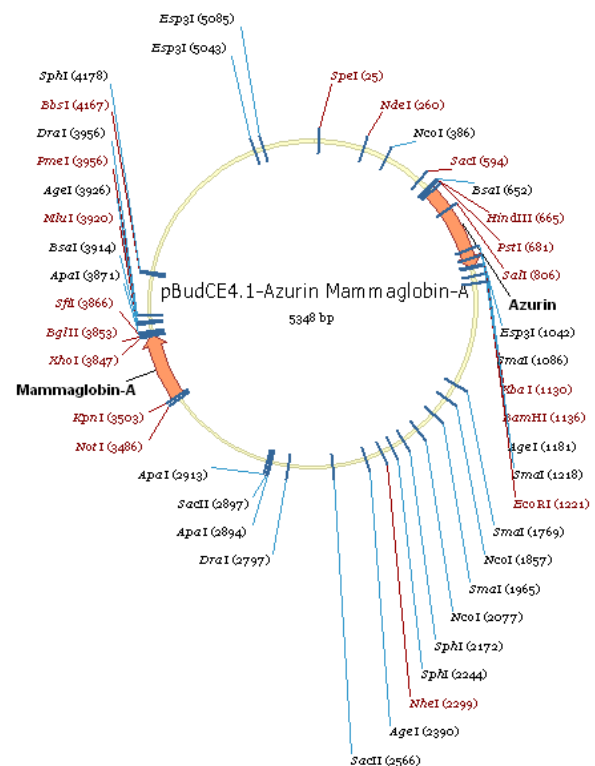 Esp3I (5085)
Esp3I (5043)
SphI (4178)
BbsI (4167)
DraI (3956)
PmeI (3956)
AgeI (3926)
MluI (3920)
BsaI (3914)
ApaI (3871)
SfiI (3866)
BglII (3853)
XhoI (3847)
Mammaglobin-A
KpnI (3503)
NotI (3486)
ApaI (2913)
SacII (2897)
ApaI (2894)
DraI (2797)
SpeI (25)
NdeI (260)
NcoI (386)
SacI (594)
BsaI (652)
HindIII (665)
PstI (681)
SalI (806)
Azurin
Esp3I (1042)
SmaI (1086)
XbaI (1130)
BamHI (1136)
AgeI (1181)
SmaI (1218)
EcoRI (1221)
SmaI (1769)
NcoI (1857)
SmaI (1965)
NcoI (2077)
SphI (2172)
SphI (2244)
NheI (2299)
AgeI (2390)
SacII (2566)
pBudCE4.1-Azurin Mammaglobin-A
5348 bp